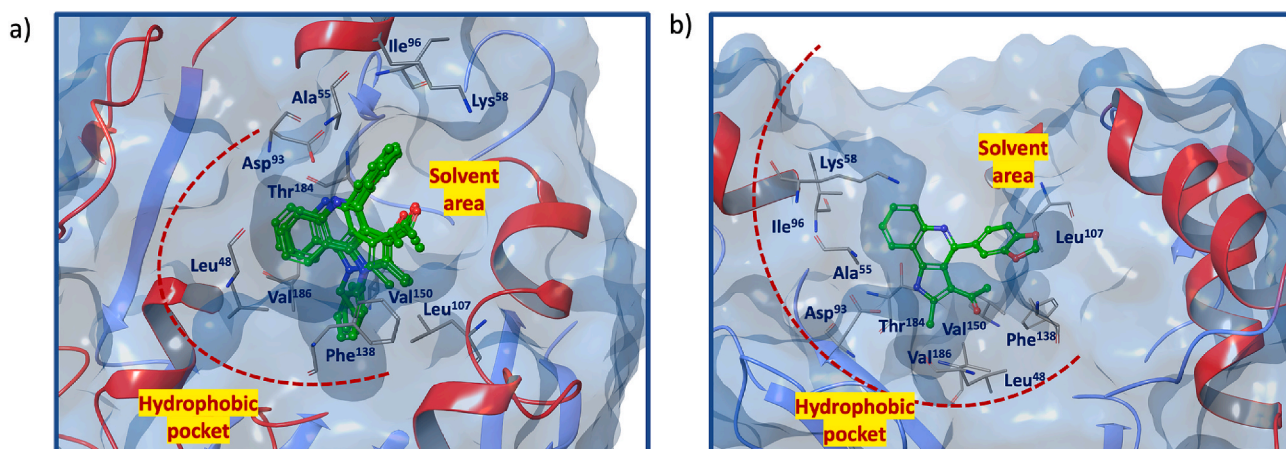 a)
Ile⁹⁶
Ala⁵⁵
Lys⁵⁸
Asp⁹³
Thr¹⁸⁴
Solvent
area
Leu⁴⁸
Val¹⁸⁶
Val¹⁵⁰
Leu¹⁰⁷
Phe¹³⁸
Hydrophobic
pocket
b)
Lys⁵⁸
Solvent
area
Ile⁹⁶
Leu¹⁰⁷
Ala⁵⁵
Asp⁹³
Thr¹⁸⁴
Val¹⁵⁰
Phe¹³⁸
Val¹⁸⁶
Leu⁴⁸
Hydrophobic
pocket